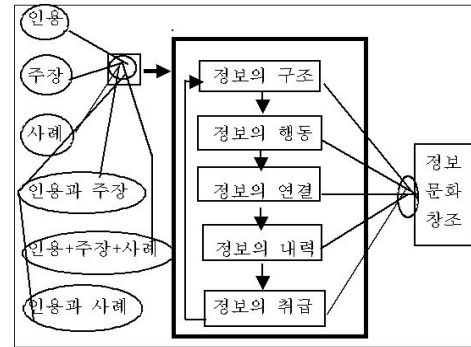 인용
주장
사례
인용과 주장
인용+주장+사례
인용과 사례
정보의 구조
정보의 행동
정보의 연결
정보의 내력
정보의 취급
정보
문화
창조